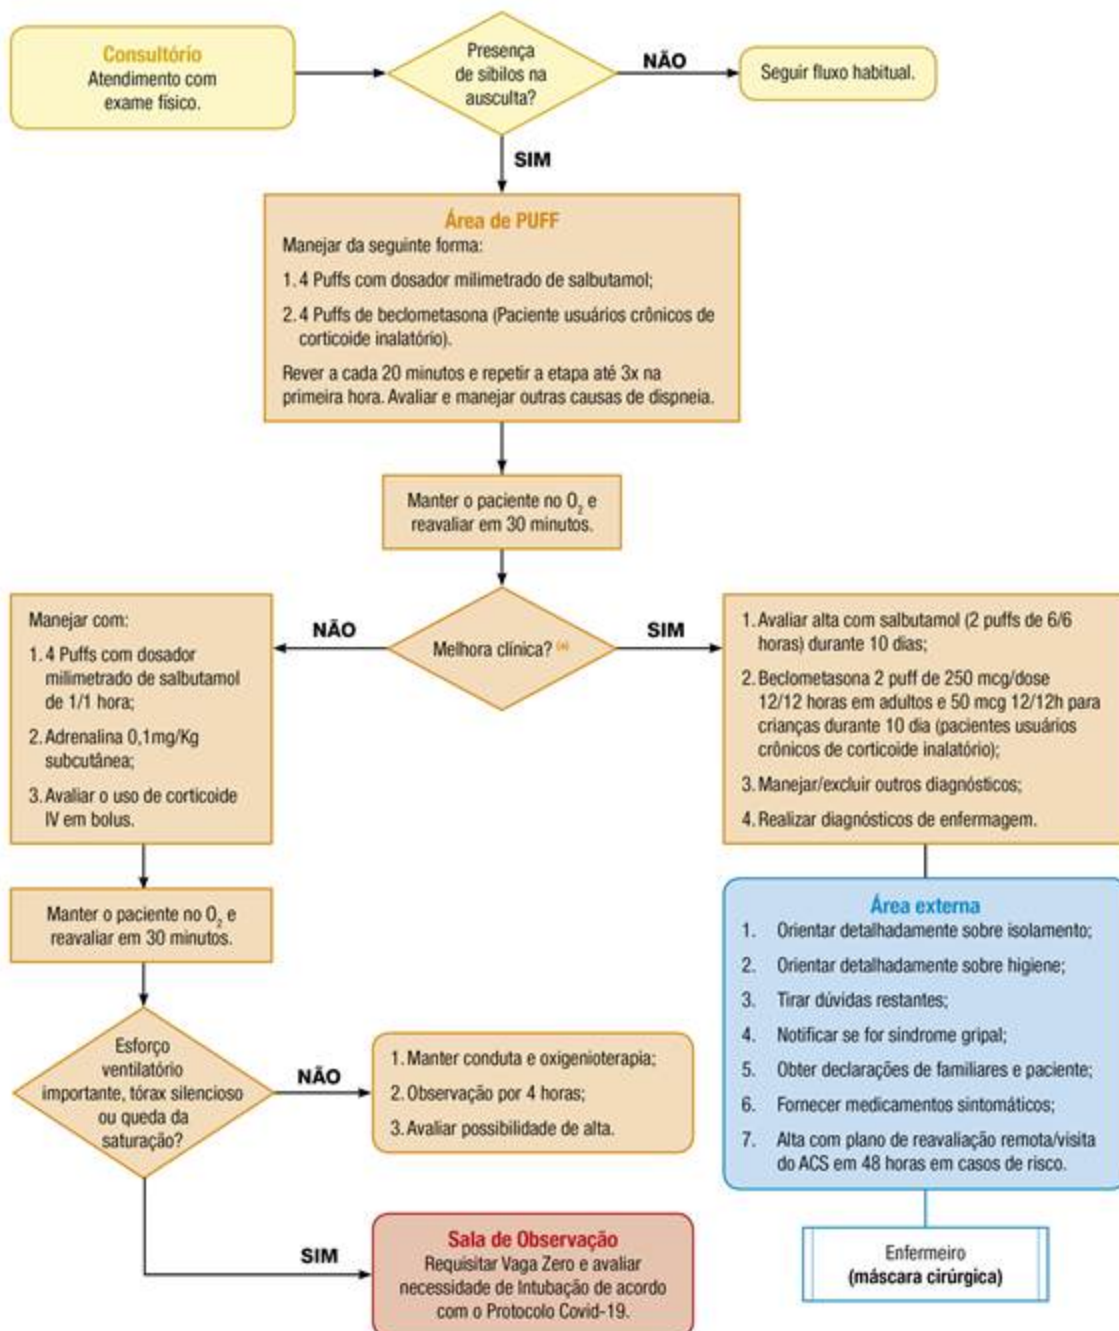 Consultório
Atendimento com
exame físico.
Presença
de sibilos na
ausculta?
NÃO
Seguir fluxo habitual.
SIM
Área de PUFF
Manejar da seguinte forma:
1. 4 Puffs com dosador milimetrado de salbutamol;
2. 4 Puffs de beclometasona (Paciente usuários crônicos de
corticoide inalatório).
Rever a cada 20 minutos e repetir a etapa até 3x na
primeira hora. Avaliar e manejar outras causas de dispneia.
Manter o paciente no O₂ e
reavaliar em 30 minutos.
Melhora clínica? (a)
NÃO
SIM
Manejar com:
1. 4 Puffs com dosador
milimetrado de salbutamol
de 1/1 hora;
2. Adrenalina 0,1mg/Kg
subcutânea;
3. Avaliar o uso de corticoide
IV em bolus.
1. Avaliar alta com salbutamol (2 puffs de 6/6
horas) durante 10 dias;
2. Beclometasona 2 puff de 250 mcg/dose
12/12 horas em adultos e 50 mcg 12/12h para
crianças durante 10 dia (pacientes usuários
crônicos de corticoide inalatório);
3. Manejar/excluir outros diagnósticos;
4. Realizar diagnósticos de enfermagem.
Manter o paciente no O₂ e
reavaliar em 30 minutos.
Esforço
ventilatório
importante, tórax silencioso
ou queda da
saturação?
NÃO
1. Manter conduta e oxigenioterapia;
2. Observação por 4 horas;
3. Avaliar possibilidade de alta.
SIM
Sala de Observação
Requisitar Vaga Zero e avaliar
necessidade de Intubação de acordo
com o Protocolo Covid-19.
Área externa
1. Orientar detalhadamente sobre isolamento;
2. Orientar detalhadamente sobre higiene;
3. Tirar dúvidas restantes;
4. Notificar se for síndrome gripal;
5. Obter declarações de familiares e paciente;
6. Fornecer medicamentos sintomáticos;
7. Alta com plano de reavaliação remota/visita
do ACS em 48 horas em casos de risco.
Enfermeiro
(máscara cirúrgica)